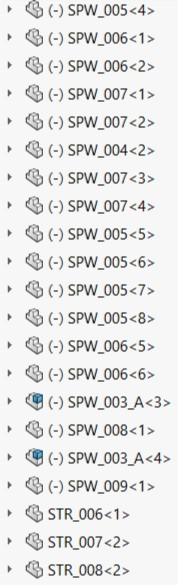 (-) SPW_005<4>
(-) SPW_006<1>
(-) SPW_006<2>
(-) SPW_007<1>
(-) SPW_007<2>
(-) SPW_004<2>
(-) SPW_007<3>
(-) SPW_007<4>
(-) SPW_005<5>
(-) SPW_005<6>
(-) SPW_005<7>
(-) SPW_005<8>
(-) SPW_006<5>
(-) SPW_006<6>
(-) SPW_003_A<3>
(-) SPW_008<1>
(-) SPW_003_A<4>
(-) SPW_009<1>
STR_006<1>
STR_007<2>
STR_008<2>